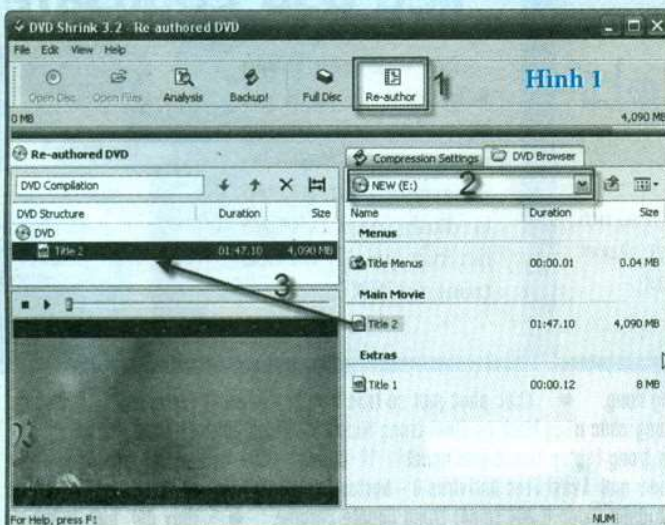 DVD Shrink 3.2 - Re-authored DVD
File Edit View Help
Open Disc Open Files Analysis Backup! Full Disc Re-author
1
Hình 1
0 MB 4,090 MB
Re-authored DVD
Compression Settings DVD Browser
DVD Compilation
NEW (E:)
2
DVD Structure Duration Size
DVD
Title 2 01:47.10 4,090 MB
3
Name Duration Size
Menus
Title Menus 00:00.01 0.04 MB
Main Movie
Title 2 01:47.10 4,090 MB
Extras
Title 1 00:00.12 8 MB
For Help, press F1
NUM